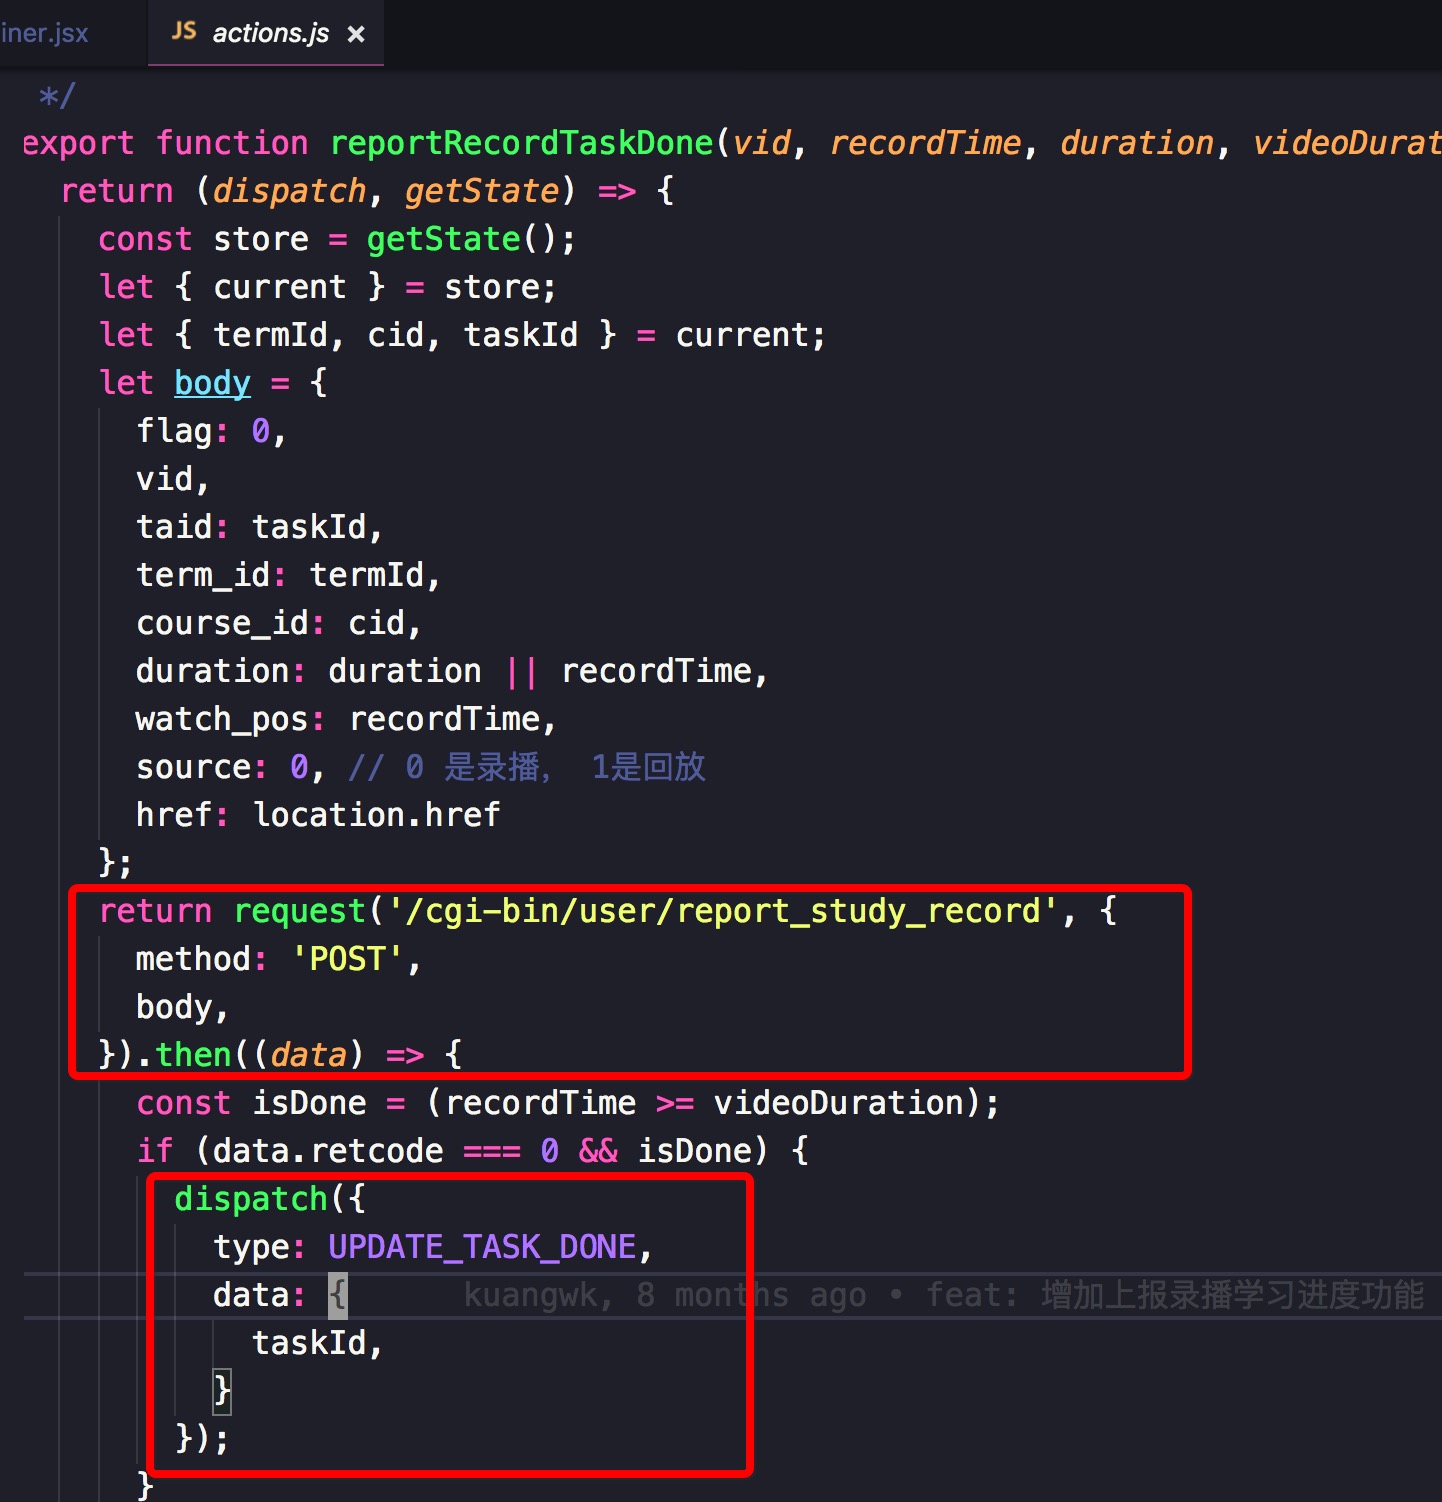 iner.jsx
JS actions.js ×
*/
export function reportRecordTaskDone(vid, recordTime, duration, videoDurat
return (dispatch, getState) => {
const store = getState();
let { current } = store;
let { termId, cid, taskId } = current;
let body = {
flag: 0,
vid,
taid: taskId,
term_id: termId,
course_id: cid,
duration: duration || recordTime,
watch_pos: recordTime,
source: 0, // 0 是录播, 1是回放
href: location.href
};
return request('/cgi-bin/user/report_study_record', {
method: 'POST',
body,
}).then((data) => {
const isDone = (recordTime >= videoDuration);
if (data.retcode === 0 && isDone) {
dispatch({
type: UPDATE_TASK_DONE,
data: { kuangwk, 8 months ago • feat: 增加上报录播学习进度功能
taskId,
}
});
}